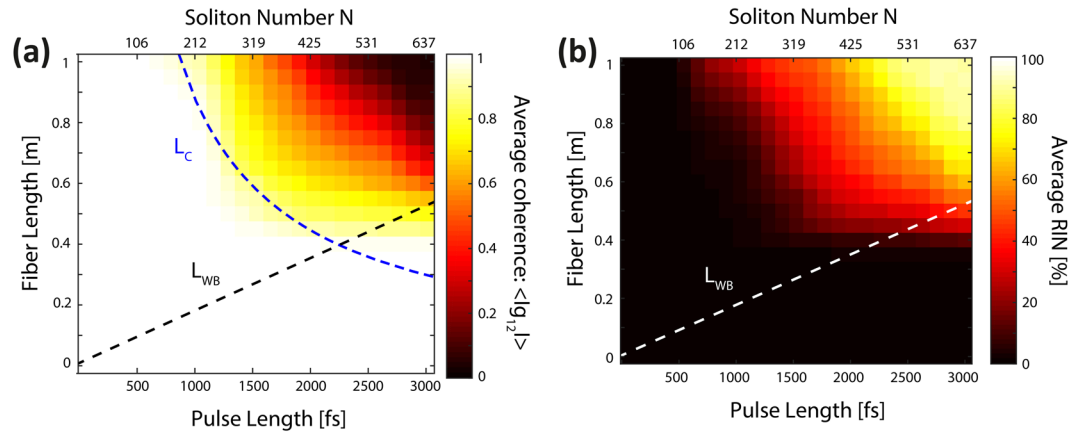 (a)
Soliton Number N
106 212 319 425 531 637
Fiber Length [m]
1
0.8
0.6
0.4
0.2
0
L_C
L_WB
500 1000 1500 2000 2500 3000
Pulse Length [fs]
1
0.8
0.6
0.4
0.2
0
Average coherence: <|g_12|>
(b)
Soliton Number N
106 212 319 425 531 637
Fiber Length [m]
1
0.8
0.6
0.4
0.2
0
L_WB
500 1000 1500 2000 2500 3000
Pulse Length [fs]
100
80
60
40
20
0
Average RIN [%]